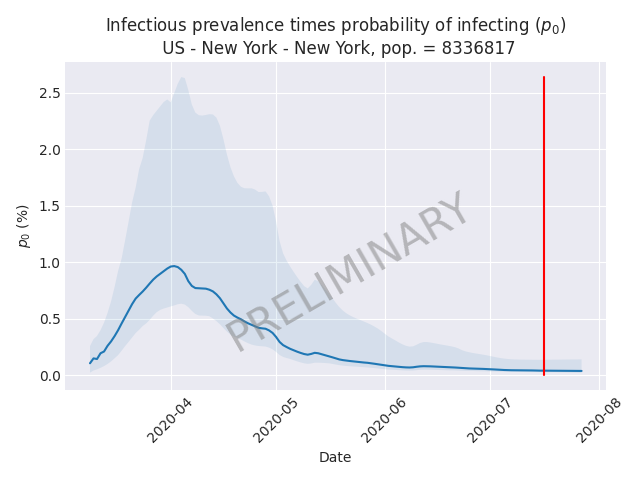 Infectious prevalence times probability of infecting (p₀)
US - New York - New York, pop. = 8336817
p₀ (%)
2.5
2.0
1.5
1.0
0.5
0.0
PRELIMINARY
2020-04
2020-05
2020-06
2020-07
2020-08
Date